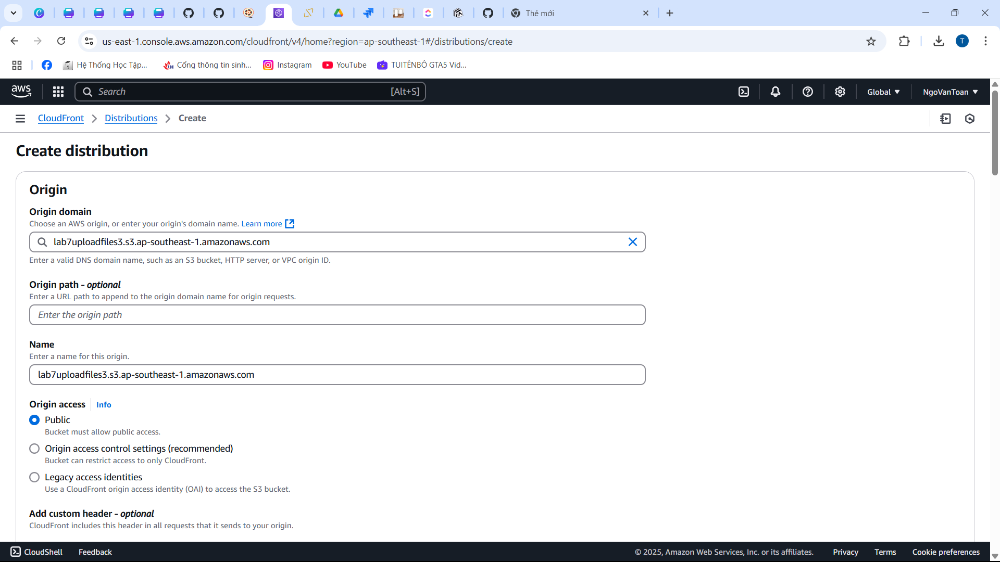 Thẻ mới
us-east-1.console.aws.amazon.com/cloudfront/v4/home?region=ap-southeast-1#/distributions/create
T
Hệ Thống Học Tập...
Cổng thông tin sinh...
Instagram
YouTube
TUITÊNBÔ GTA5 Vid...
aws
Search
[Alt+S]
Global
NgoVanToan
CloudFront
Distributions
Create
Create distribution
Origin
Origin domain
Choose an AWS origin, or enter your origin's domain name. Learn more
lab7uploadfiles3.s3.ap-southeast-1.amazonaws.com
Enter a valid DNS domain name, such as an S3 bucket, HTTP server, or VPC origin ID.
Origin path - optional
Enter a URL path to append to the origin domain name for origin requests.
Enter the origin path
Name
Enter a name for this origin.
lab7uploadfiles3.s3.ap-southeast-1.amazonaws.com
Origin access
Info
Public
Bucket must allow public access.
Origin access control settings (recommended)
Bucket can restrict access to only CloudFront.
Legacy access identities
Use a CloudFront origin access identity (OAI) to access the S3 bucket.
Add custom header - optional
CloudFront includes this header in all requests that it sends to your origin.
CloudShell
Feedback
© 2025, Amazon Web Services, Inc. or its affiliates.
Privacy
Terms
Cookie preferences